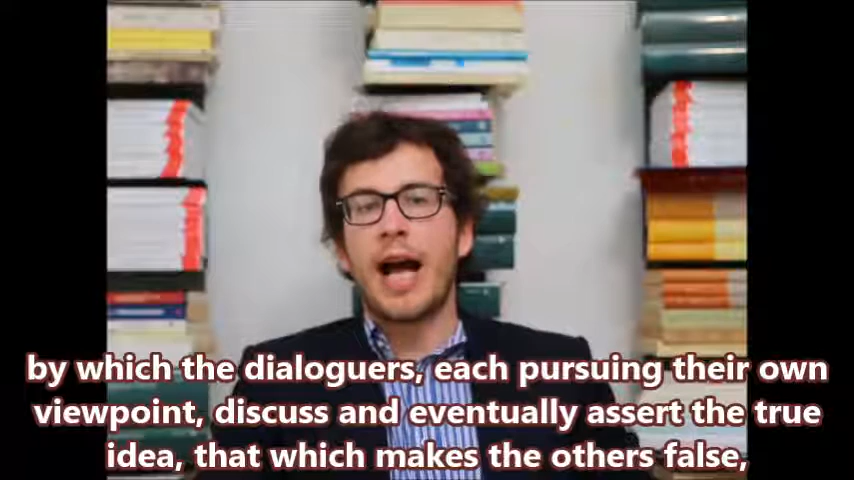 by which the dialoguers, each pursuing their own
viewpoint, discuss and eventually assert the true
idea, that which makes the others false,